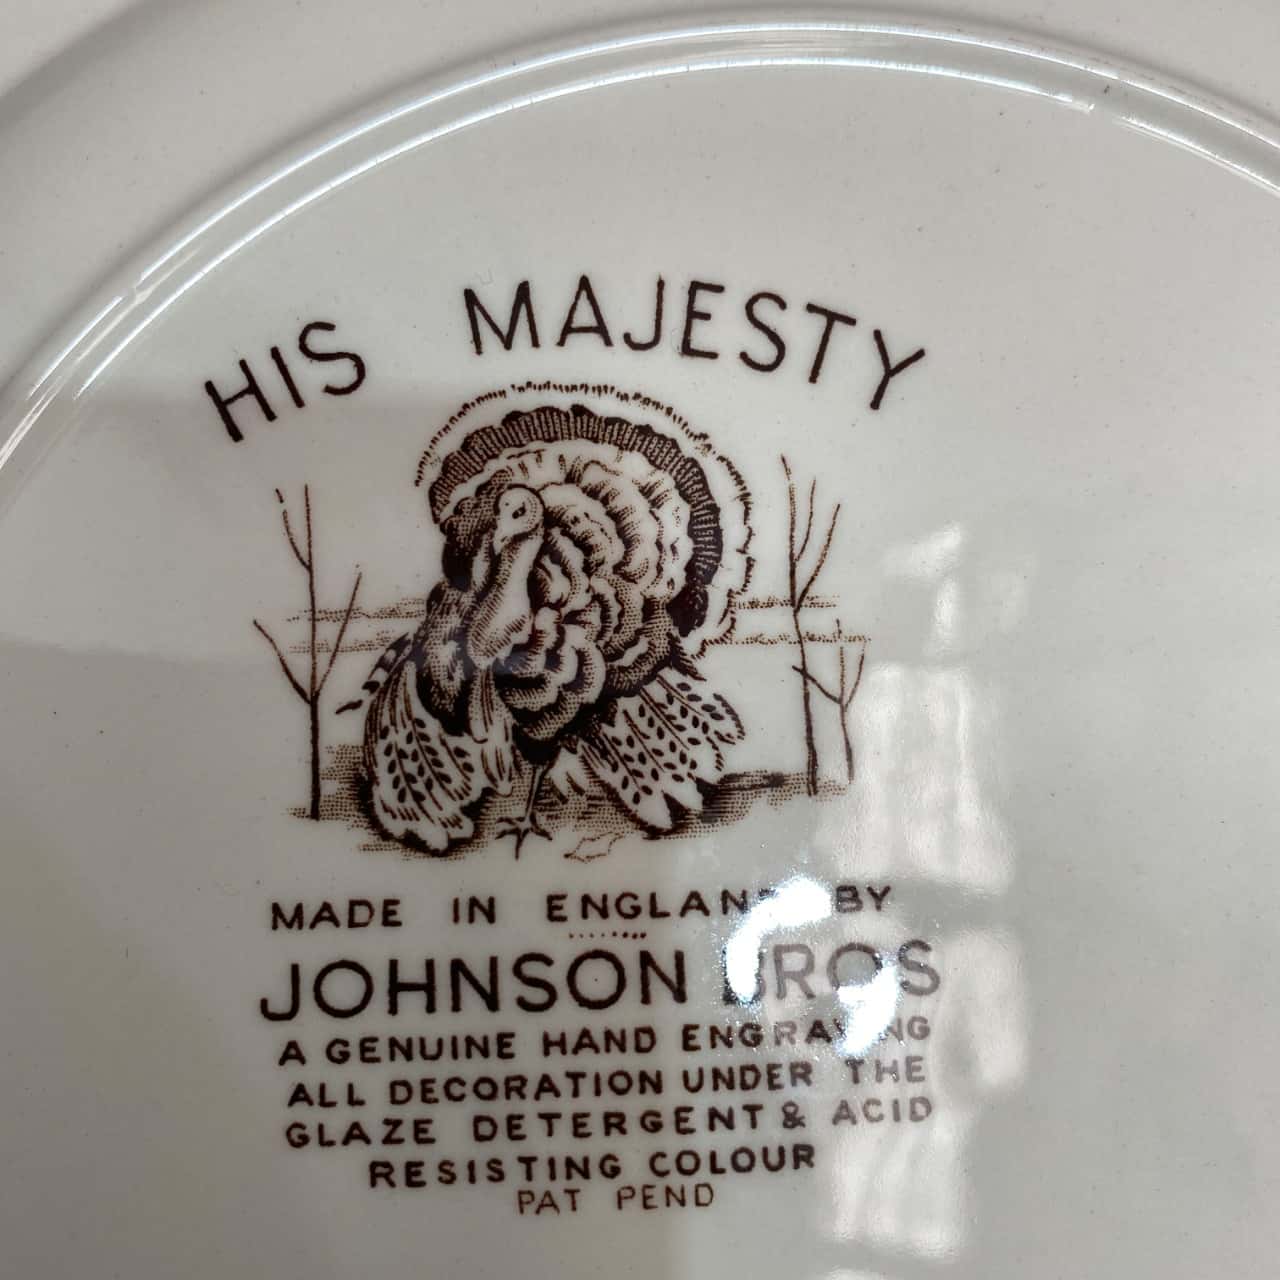 HIS MAJESTY
MADE IN ENGLAND BY
JOHNSON BROS
A GENUINE HAND ENGRAVING
ALL DECORATION UNDER THE
GLAZE DETERGENT & ACID
RESISTING COLOUR
PAT PEND